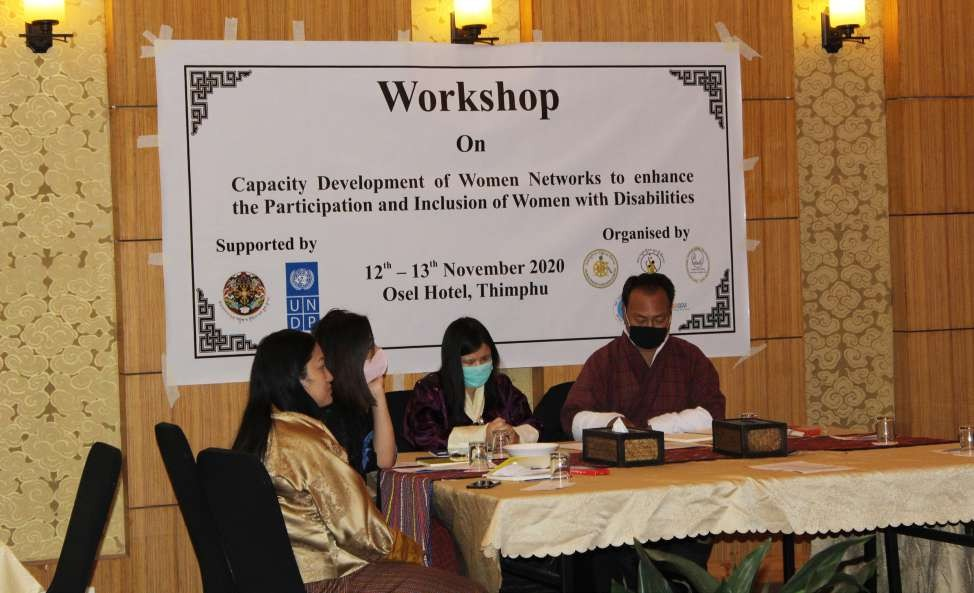 Workshop
On
Capacity Development of Women Networks to enhance
the Participation and Inclusion of Women with Disabilities
Supported by
Organised by
12th – 13th November 2020
Osel Hotel, Thimphu
U N
D P